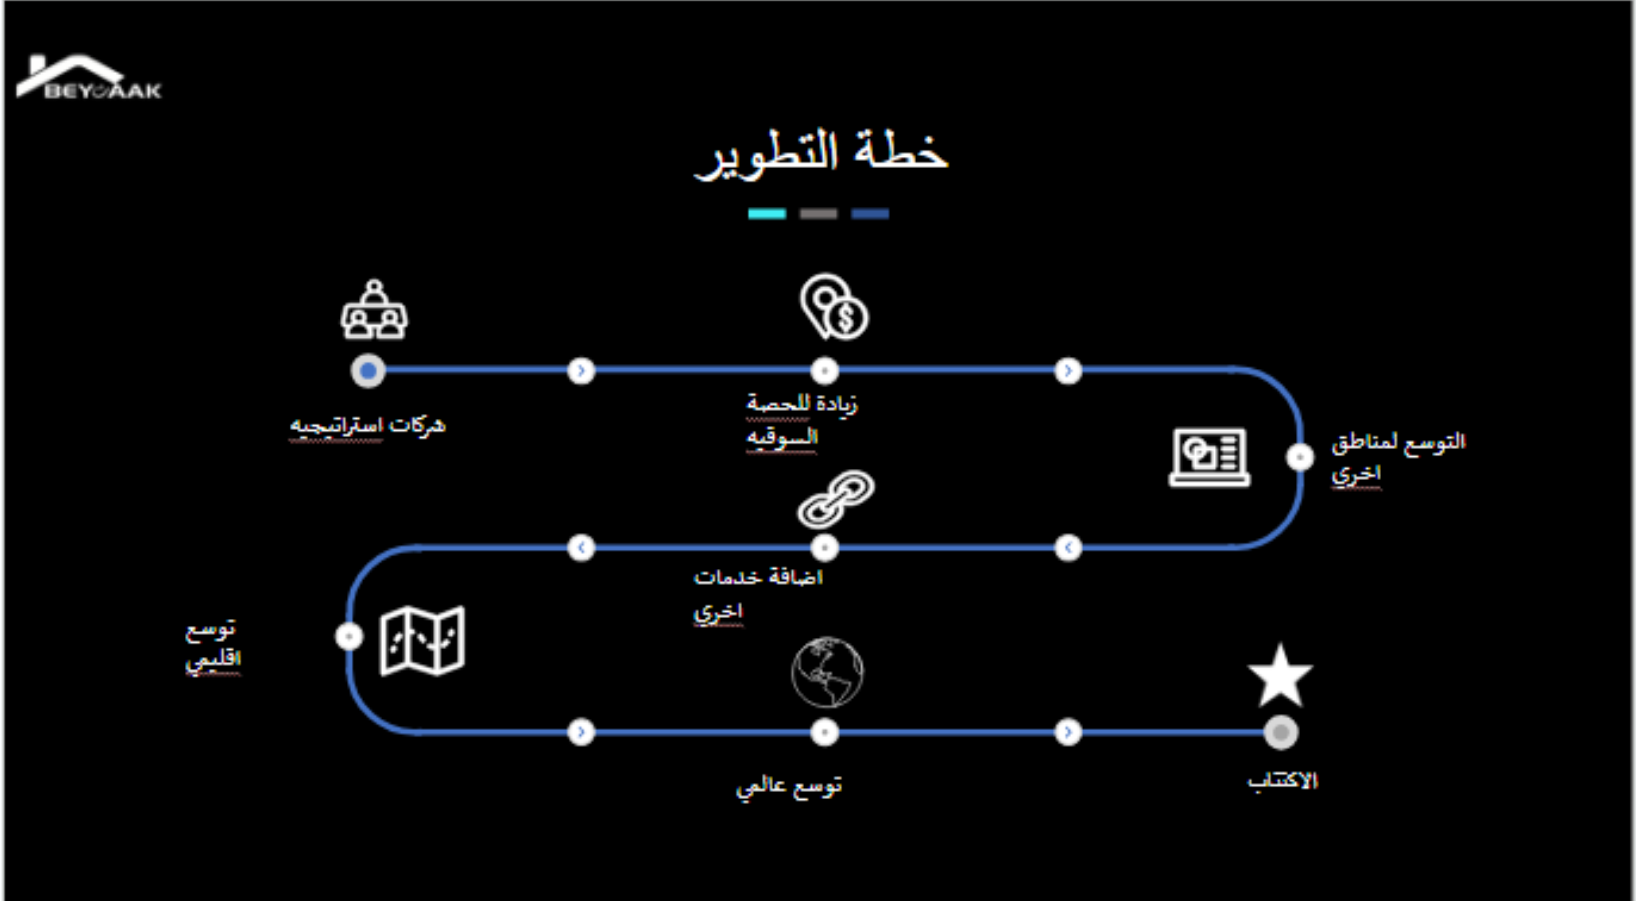 BEYOAAK
خطة التطوير
شركات استراتيجيه
زيادة للحصة
السوقيه
التوسع لمناطق
اخري
اضافة خدمات
اخري
توسع
اقليمي
توسع عالمي
الاكتتاب